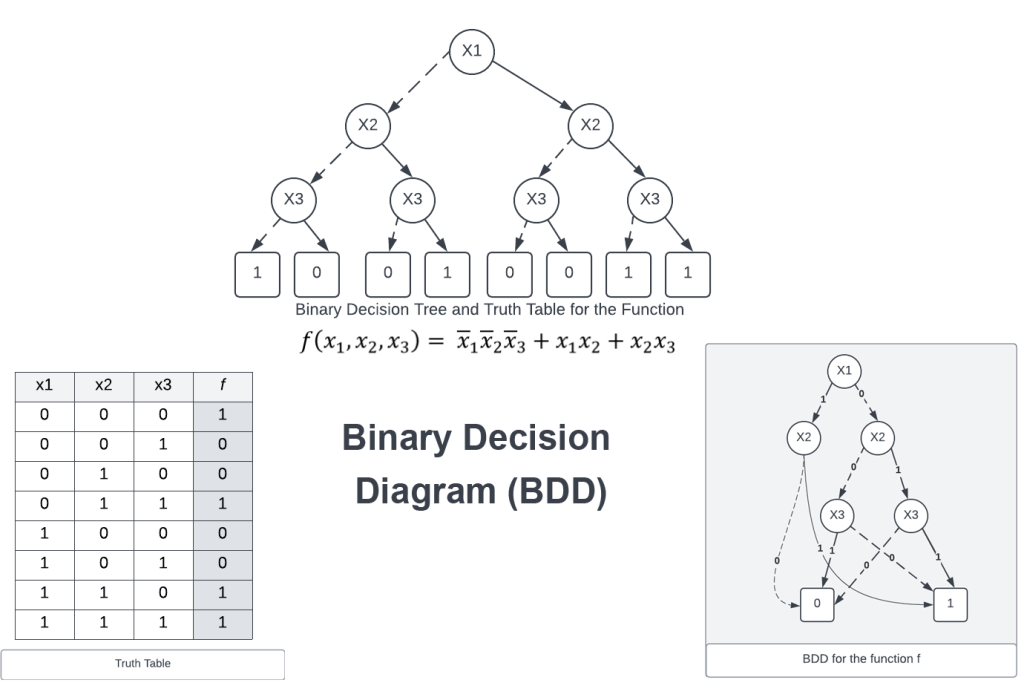 X1
X2 X2
X3 X3 X3 X3
1 0 0 1 0 0 1 1
Binary Decision Tree and Truth Table for the Function
f(x₁, x₂, x₃) = x̅₁x̅₂x̅₃ + x₁x₂ + x₂x₃
x1 x2 x3 f
0 0 0 1
0 0 1 0
0 1 0 0
0 1 1 1
1 0 0 0
1 0 1 0
1 1 0 1
1 1 1 1
Truth Table
Binary Decision
Diagram (BDD)
X1
1 0
X2 X2
0 1
X3 X3
0 1 1 0 0 1
0 1
BDD for the function f